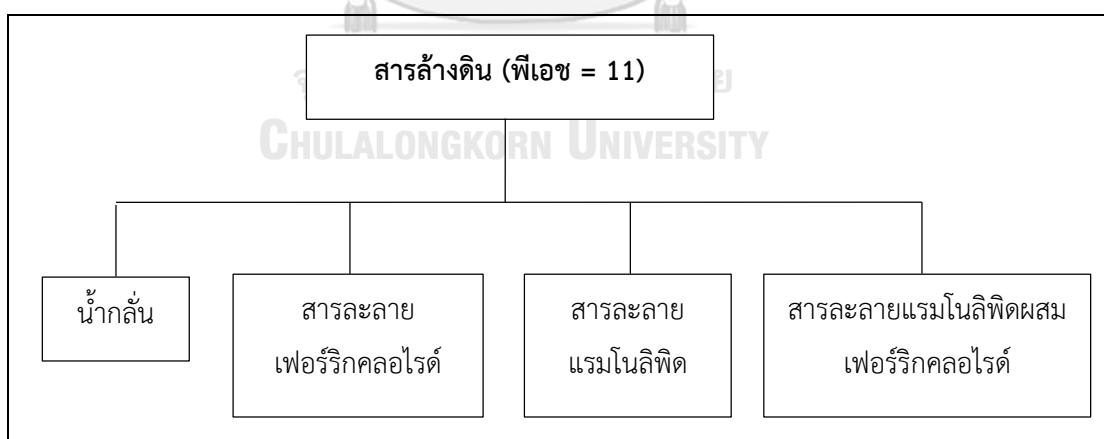 สารล้างดิน (พีเอช = 11)
CHULALONGKORN UNIVERSITY
น้ำกลั่น
สารละลาย
เฟอร์ริกคลอไรด์
สารละลาย
แรมโนลิพิด
สารละลายแรมโนลิพิดผสม
เฟอร์ริกคลอไรด์